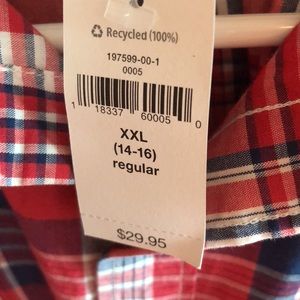 Recycled (100%)
197599-00-1
0005
1 18337 60005 0
XXL
(14-16)
regular
$29.95